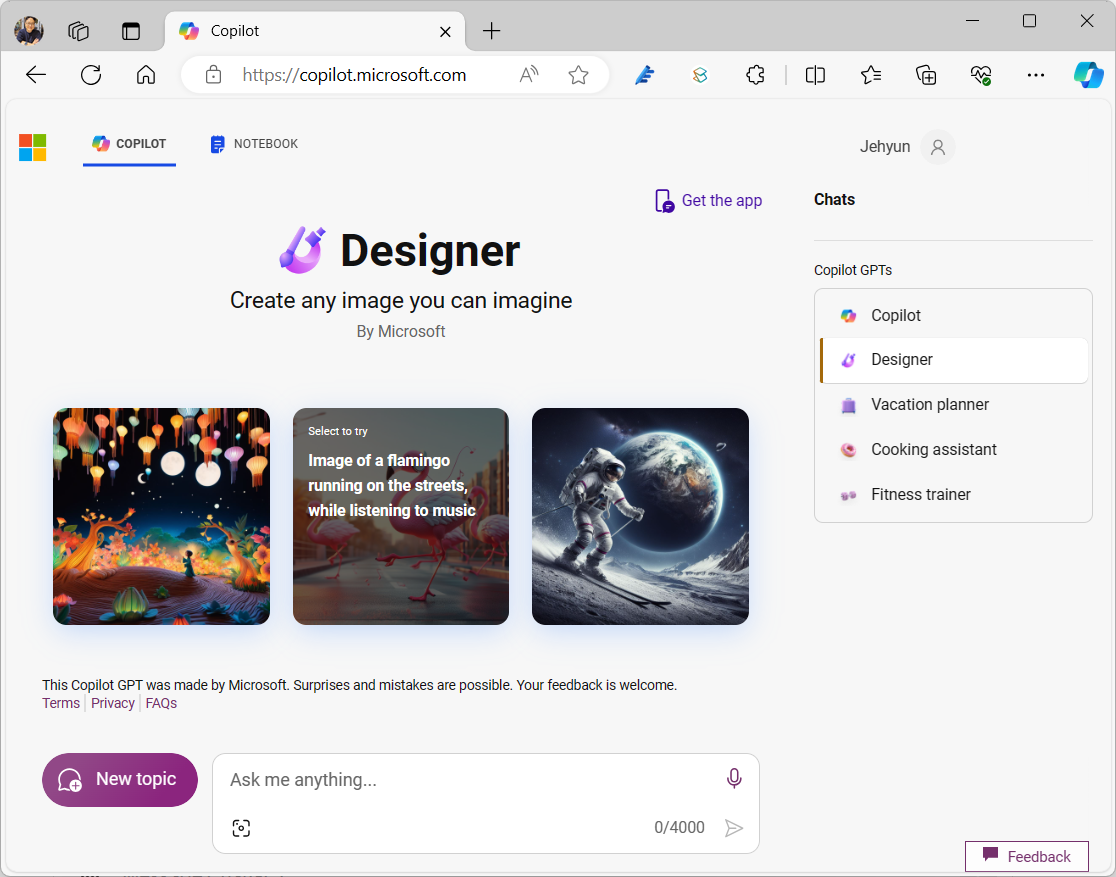 Copilot
https://copilot.microsoft.com
COPILOT
NOTEBOOK
Jehyun
Get the app
Designer
Create any image you can imagine
By Microsoft
Select to try
Image of a flamingo
running on the streets,
while listening to music
This Copilot GPT was made by Microsoft. Surprises and mistakes are possible. Your feedback is welcome.
Terms | Privacy | FAQs
New topic
Ask me anything...
0/4000
Chats
Copilot GPTs
Copilot
Designer
Vacation planner
Cooking assistant
Fitness trainer
Feedback